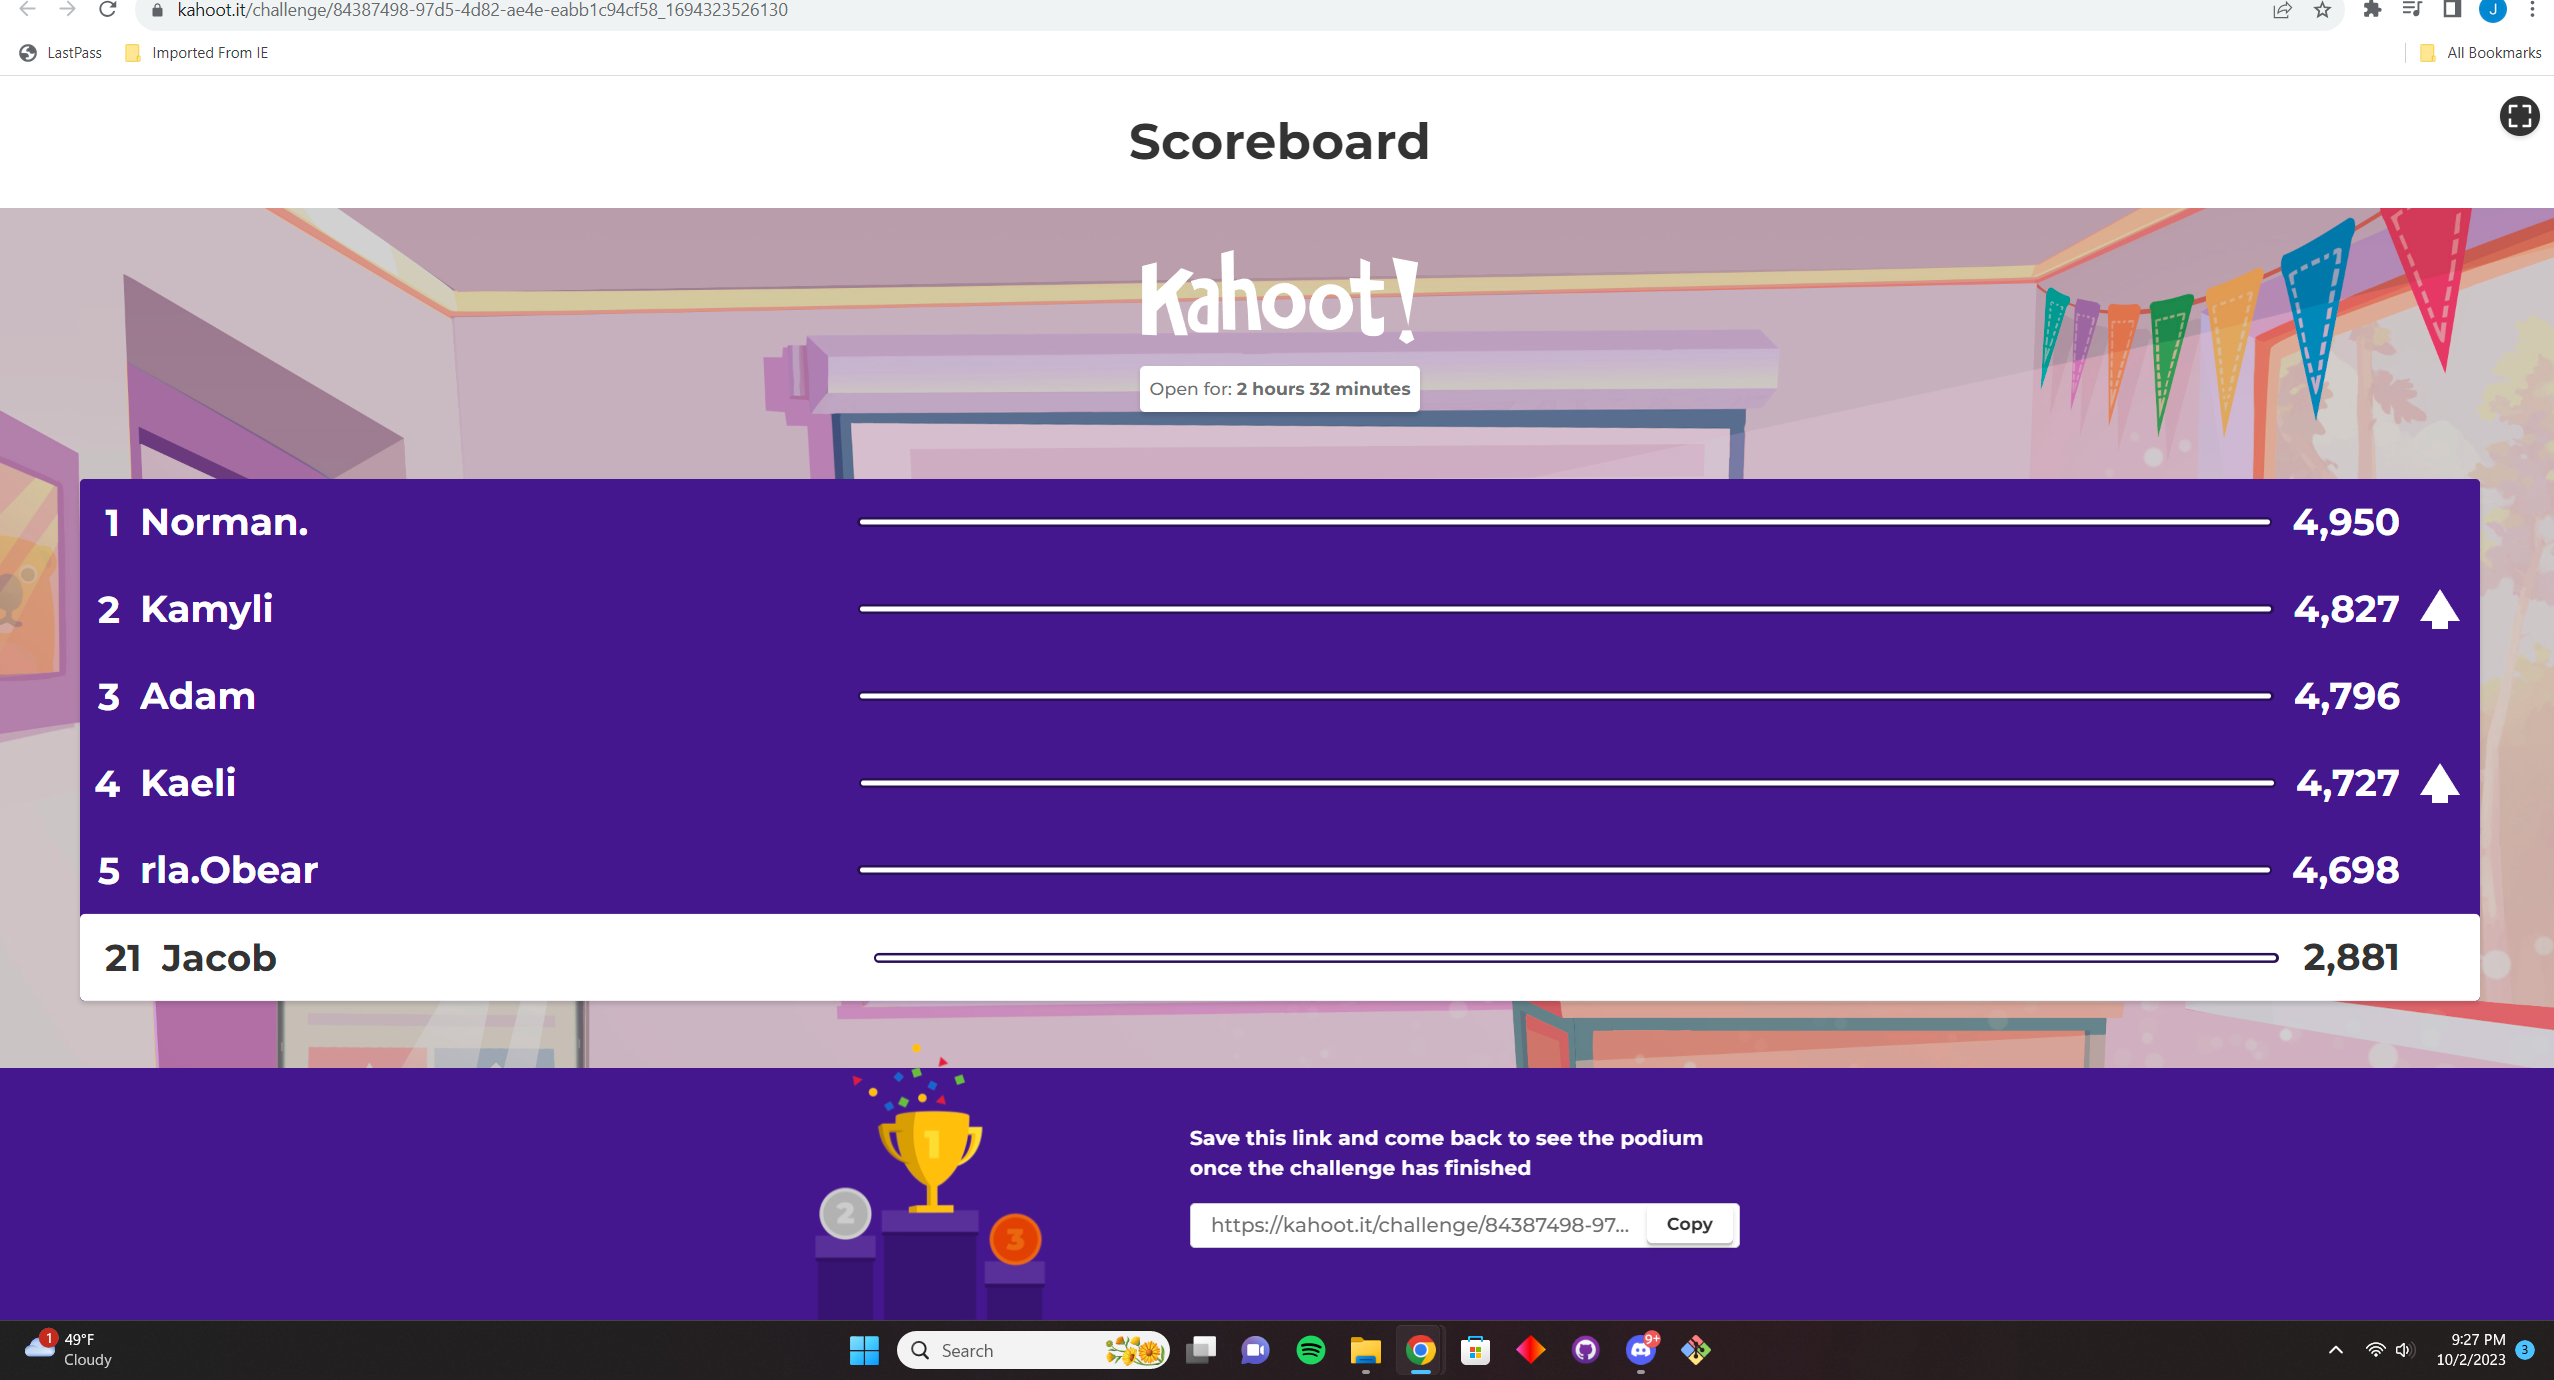 kahoot.it/challenge/84387498-97d5-4d82-ae4e-eabb1c94cf58_1694323526130
J
LastPass
Imported From IE
All Bookmarks
Scoreboard
Kahoot!
Open for: 2 hours 32 minutes
1 Norman. 4,950
2 Kamyli 4,827
3 Adam 4,796
4 Kaeli 4,727
5 rla.Obear 4,698
21 Jacob 2,881
1
2
3
Save this link and come back to see the podium
once the challenge has finished
https://kahoot.it/challenge/84387498-97... Copy
1
49°F
Cloudy
Search
9+
9:27 PM
10/2/2023
3